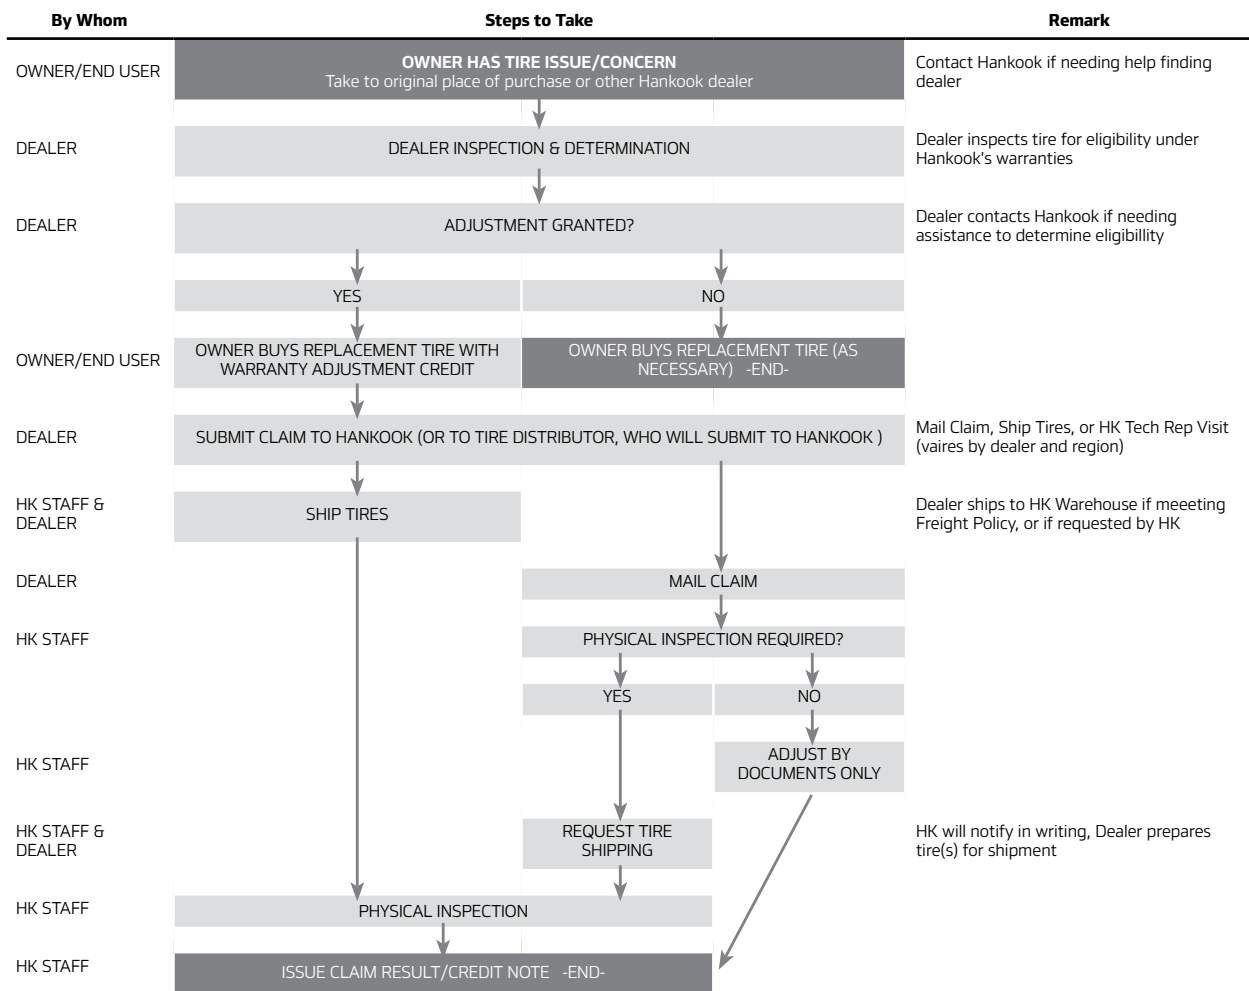 By Whom Steps to Take Remark
OWNER/END USER
OWNER HAS TIRE ISSUE/CONCERN
Take to original place of purchase or other Hankook dealer
Contact Hankook if needing help finding
dealer
DEALER
DEALER INSPECTION & DETERMINATION
Dealer inspects tire for eligibility under
Hankook's warranties
DEALER
ADJUSTMENT GRANTED?
Dealer contacts Hankook if needing
assistance to determine eligibillity
YES
NO
OWNER/END USER
OWNER BUYS REPLACEMENT TIRE WITH
WARRANTY ADJUSTMENT CREDIT
OWNER BUYS REPLACEMENT TIRE (AS
NECESSARY) -END-
DEALER
SUBMIT CLAIM TO HANKOOK (OR TO TIRE DISTRIBUTOR, WHO WILL SUBMIT TO HANKOOK )
Mail Claim, Ship Tires, or HK Tech Rep Visit
(vaires by dealer and region)
HK STAFF &
DEALER
SHIP TIRES
Dealer ships to HK Warehouse if meeeting
Freight Policy, or if requested by HK
DEALER
MAIL CLAIM
HK STAFF
PHYSICAL INSPECTION REQUIRED?
YES
NO
HK STAFF
ADJUST BY
DOCUMENTS ONLY
HK STAFF &
DEALER
REQUEST TIRE
SHIPPING
HK will notify in writing, Dealer prepares
tire(s) for shipment
HK STAFF
PHYSICAL INSPECTION
HK STAFF
ISSUE CLAIM RESULT/CREDIT NOTE -END-